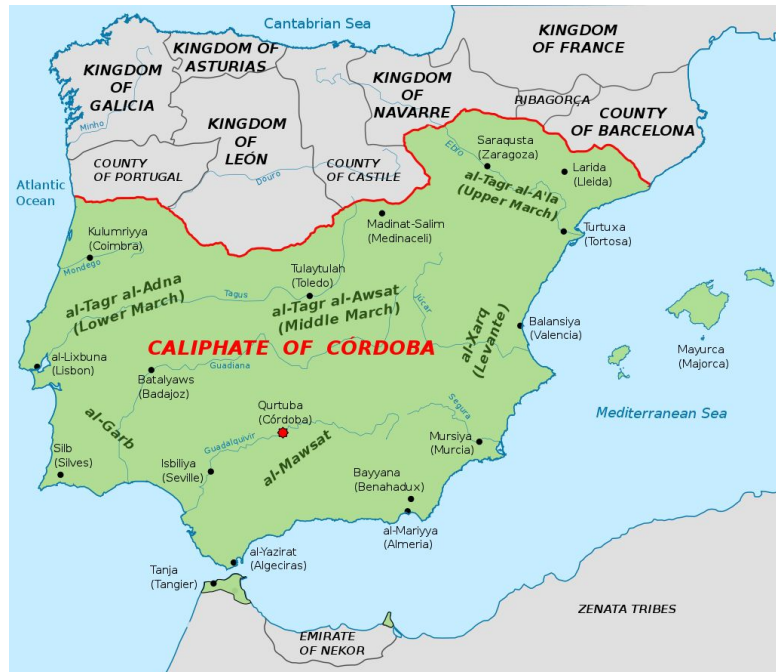 Cantabrian Sea
KINGDOM
OF FRANCE
KINGDOM OF
ASTURIAS
KINGDOM
OF
GALICIA
KINGDOM
OF
NAVARRE
RIBAGORÇA
COUNTY
OF BARCELONA
Minho
KINGDOM
OF
LEÓN
Ebro
Saraqusta
(Zaragoza)
COUNTY
OF PORTUGAL
COUNTY
OF CASTILE
Douro
Larida
(Lleida)
al-Tagr al-A'la
(Upper March)
Atlantic
Ocean
Kulumriyya
(Coimbra)
Madinat-Salim
(Medinaceli)
Turtuxa
(Tortosa)
Mondego
Tulaytulah
(Toledo)
al-Tagr al-Adna
(Lower March)
Tagus
al-Tagr al-Awsat
(Middle March)
Júcar
al-Xarq
(Levante)
Balansiya
(Valencia)
Mayurca
(Majorca)
CALIPHATE OF CÓRDOBA
al-Lixbuna
(Lisbon)
Guadiana
Batalyaws
(Badajoz)
Mediterranean Sea
al-Garb
Qurtuba
(Córdoba)
Segura
Guadalquivir
al-Mawsat
Mursiya
(Murcia)
Silb
(Silves)
Isbiliya
(Seville)
Bayyana
(Benahadux)
al-Mariyya
(Almeria)
al-Yazirat
(Algeciras)
Tanja
(Tangier)
ZENATA TRIBES
EMIRATE
OF NEKOR